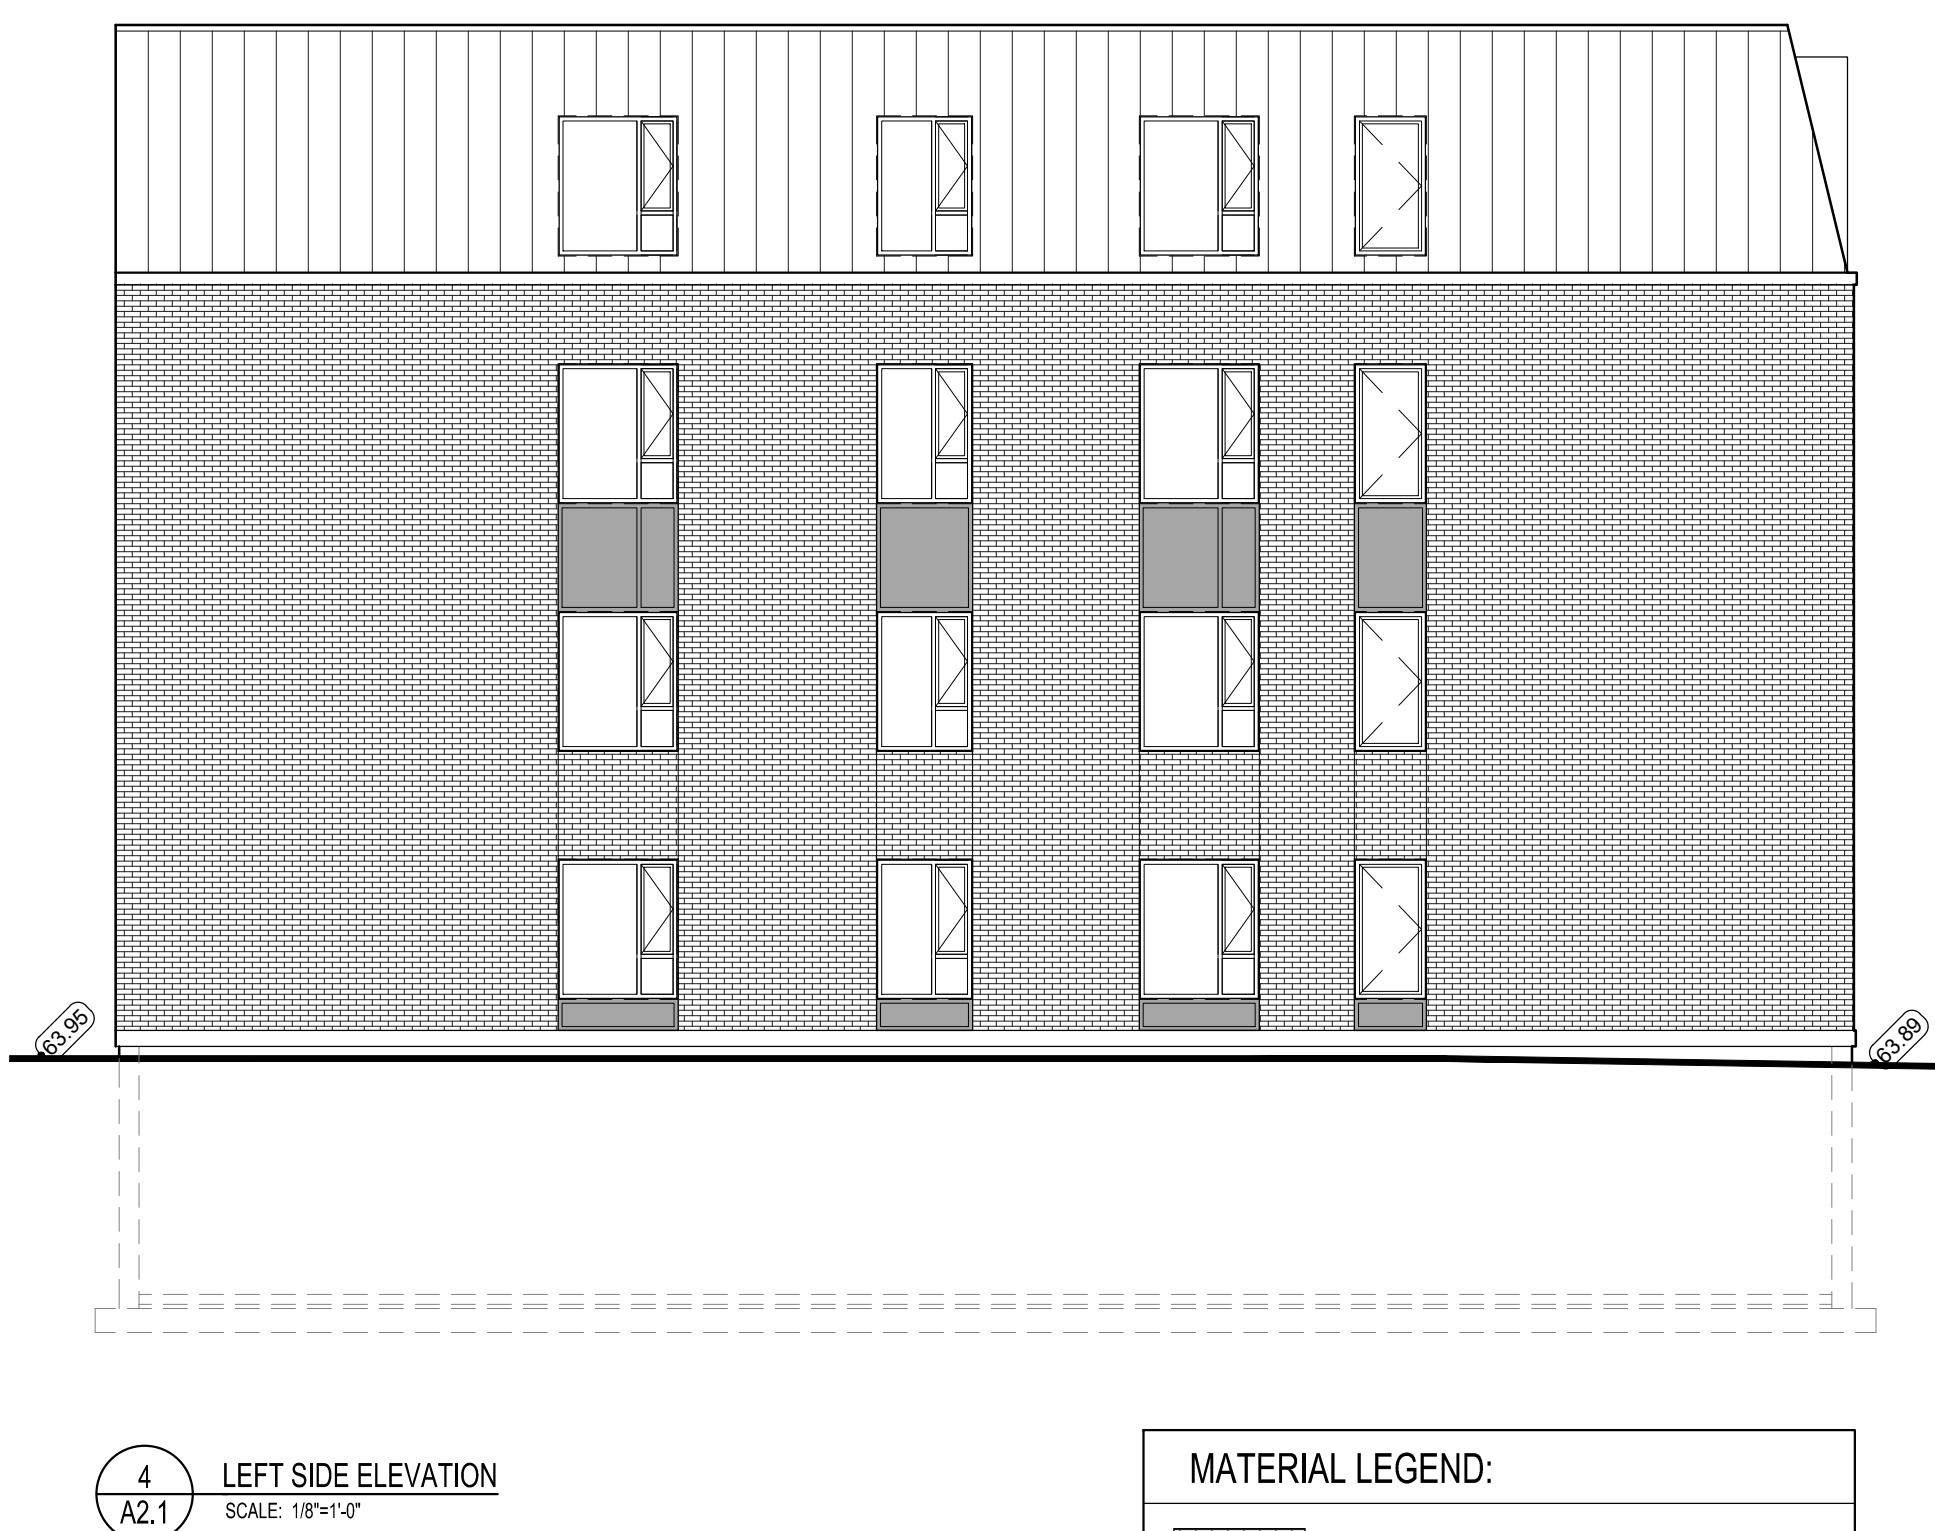 63.95
63.89
4
A2.1
LEFT SIDE ELEVATION
SCALE: 1/8"=1'-0"
MATERIAL LEGEND: